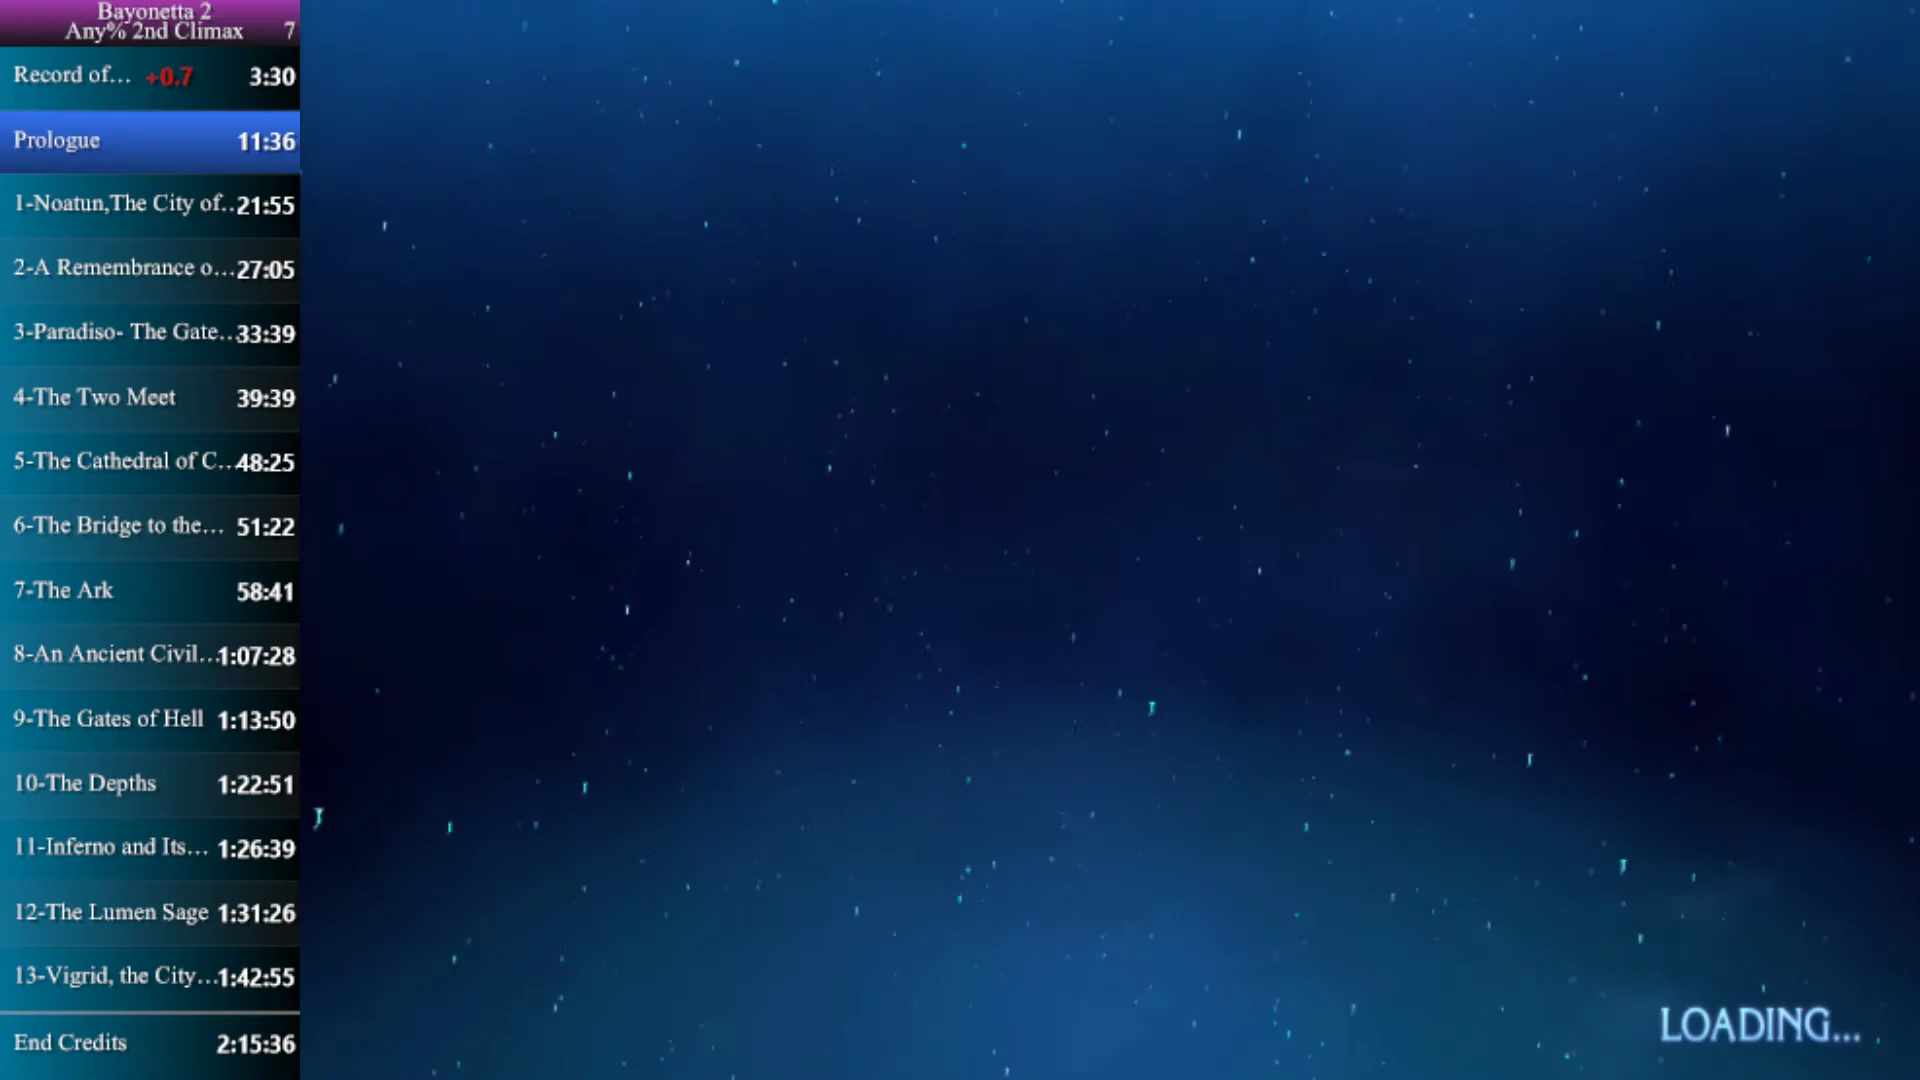 Bayonetta 2
Any% 2nd Climax 7
Record of... +0.7 3:30
Prologue 11:36
1-Noatun,The City of... 21:55
2-A Remembrance o... 27:05
3-Paradiso- The Gate... 33:39
4-The Two Meet 39:39
5-The Cathedral of C... 48:25
6-The Bridge to the... 51:22
7-The Ark 58:41
8-An Ancient Civil... 1:07:28
9-The Gates of Hell 1:13:50
10-The Depths 1:22:51
11-Inferno and Its... 1:26:39
12-The Lumen Sage 1:31:26
13-Vigrid, the City... 1:42:55
End Credits 2:15:36
LOADING...